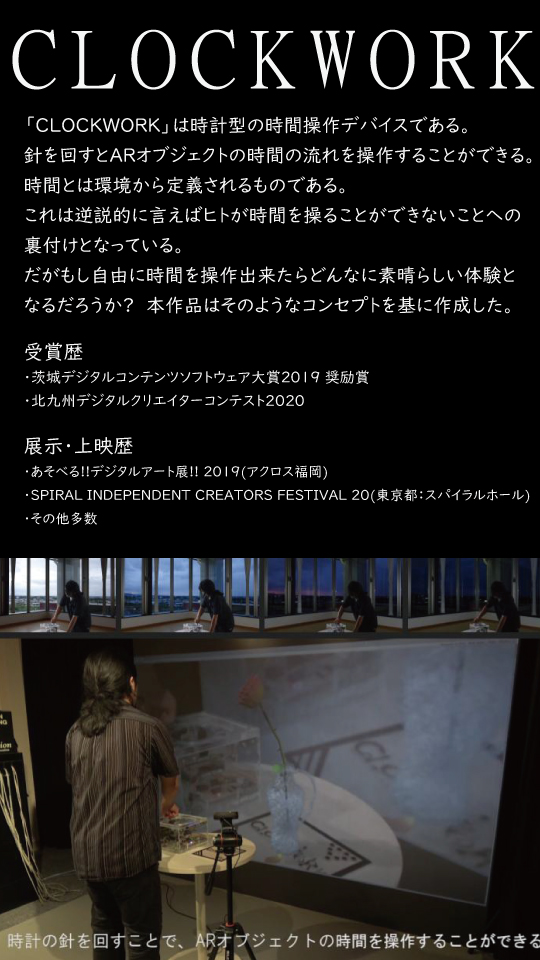 CLOCKWORK
「CLOCKWORK」は時計型の時間操作デバイスである。
針を回すとARオブジェクトの時間の流れを操作することができる。
時間とは環境から定義されるものである。
これは逆説的に言えばヒトが時間を操ることができないことへの
裏付けとなっている。
だがもし自由に時間を操作出来たらどんなに素晴らしい体験と
なるだろうか? 本作品はそのようなコンセプトを基に作成した。
受賞歴
・茨城デジタルコンテンツソフトウェア大賞2019 奨励賞
・北九州デジタルクリエイターコンテスト2020
展示・上映歴
・あそべる!!デジタルアート展!! 2019(アクロス福岡)
・SPIRAL INDEPENDENT CREATORS FESTIVAL 20(東京都:スパイラルホール)
・その他多数
時計の針を回すことで、ARオブジェクトの時間を操作することができる